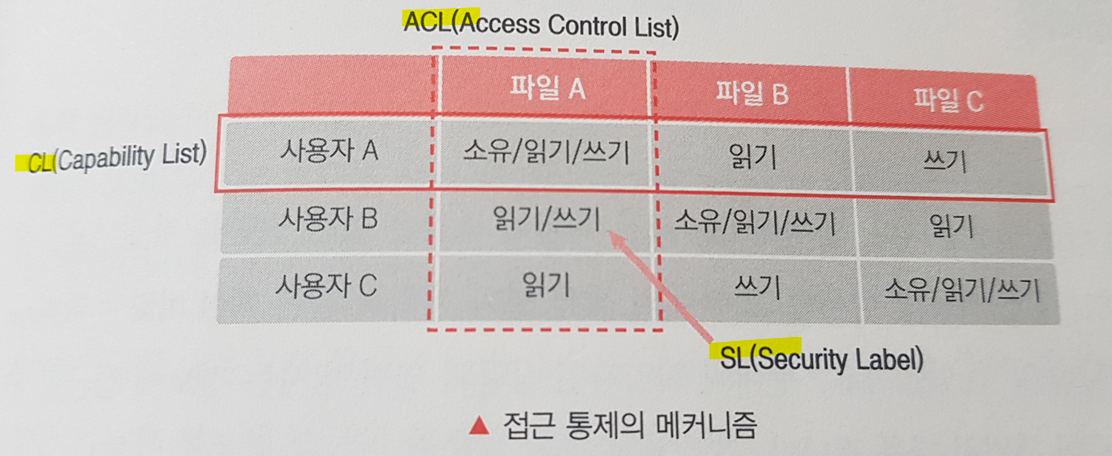 ACL(Access Control List)
파일 A 파일 B 파일 C
CL(Capability List) 사용자 A 소유/읽기/쓰기 읽기 쓰기
사용자 B 읽기/쓰기 소유/읽기/쓰기 읽기
사용자 C 읽기 쓰기 소유/읽기/쓰기
SL(Security Label)
▲ 접근 통제의 메커니즘